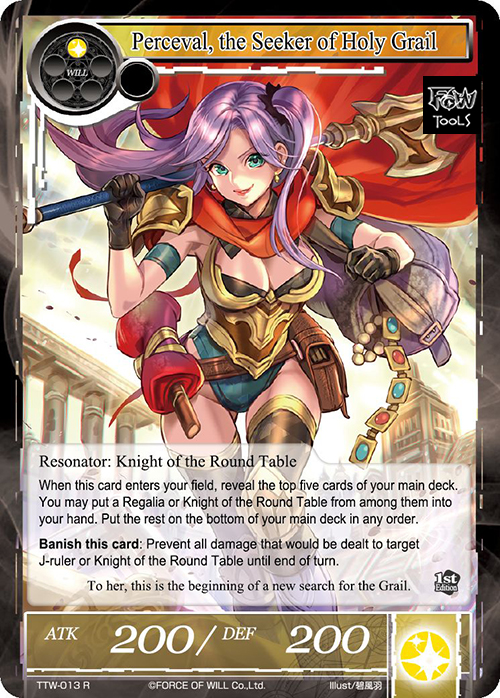 Perceval, the Seeker of Holy Grail
WILL
FOW
TOOLS
Resonator: Knight of the Round Table
When this card enters your field, reveal the top five cards of your main deck.
You may put a Regalia or Knight of the Round Table from among them into
your hand. Put the rest on the bottom of your main deck in any order.
Banish this card: Prevent all damage that would be dealt to target
J-ruler or Knight of the Round Table until end of turn.
To her, this is the beginning of a new search for the Grail.
1st
Edition
ATK 200 / DEF 200
TTW-013 R ©FORCE OF WILL Co.,Ltd. Illust/碧風羽